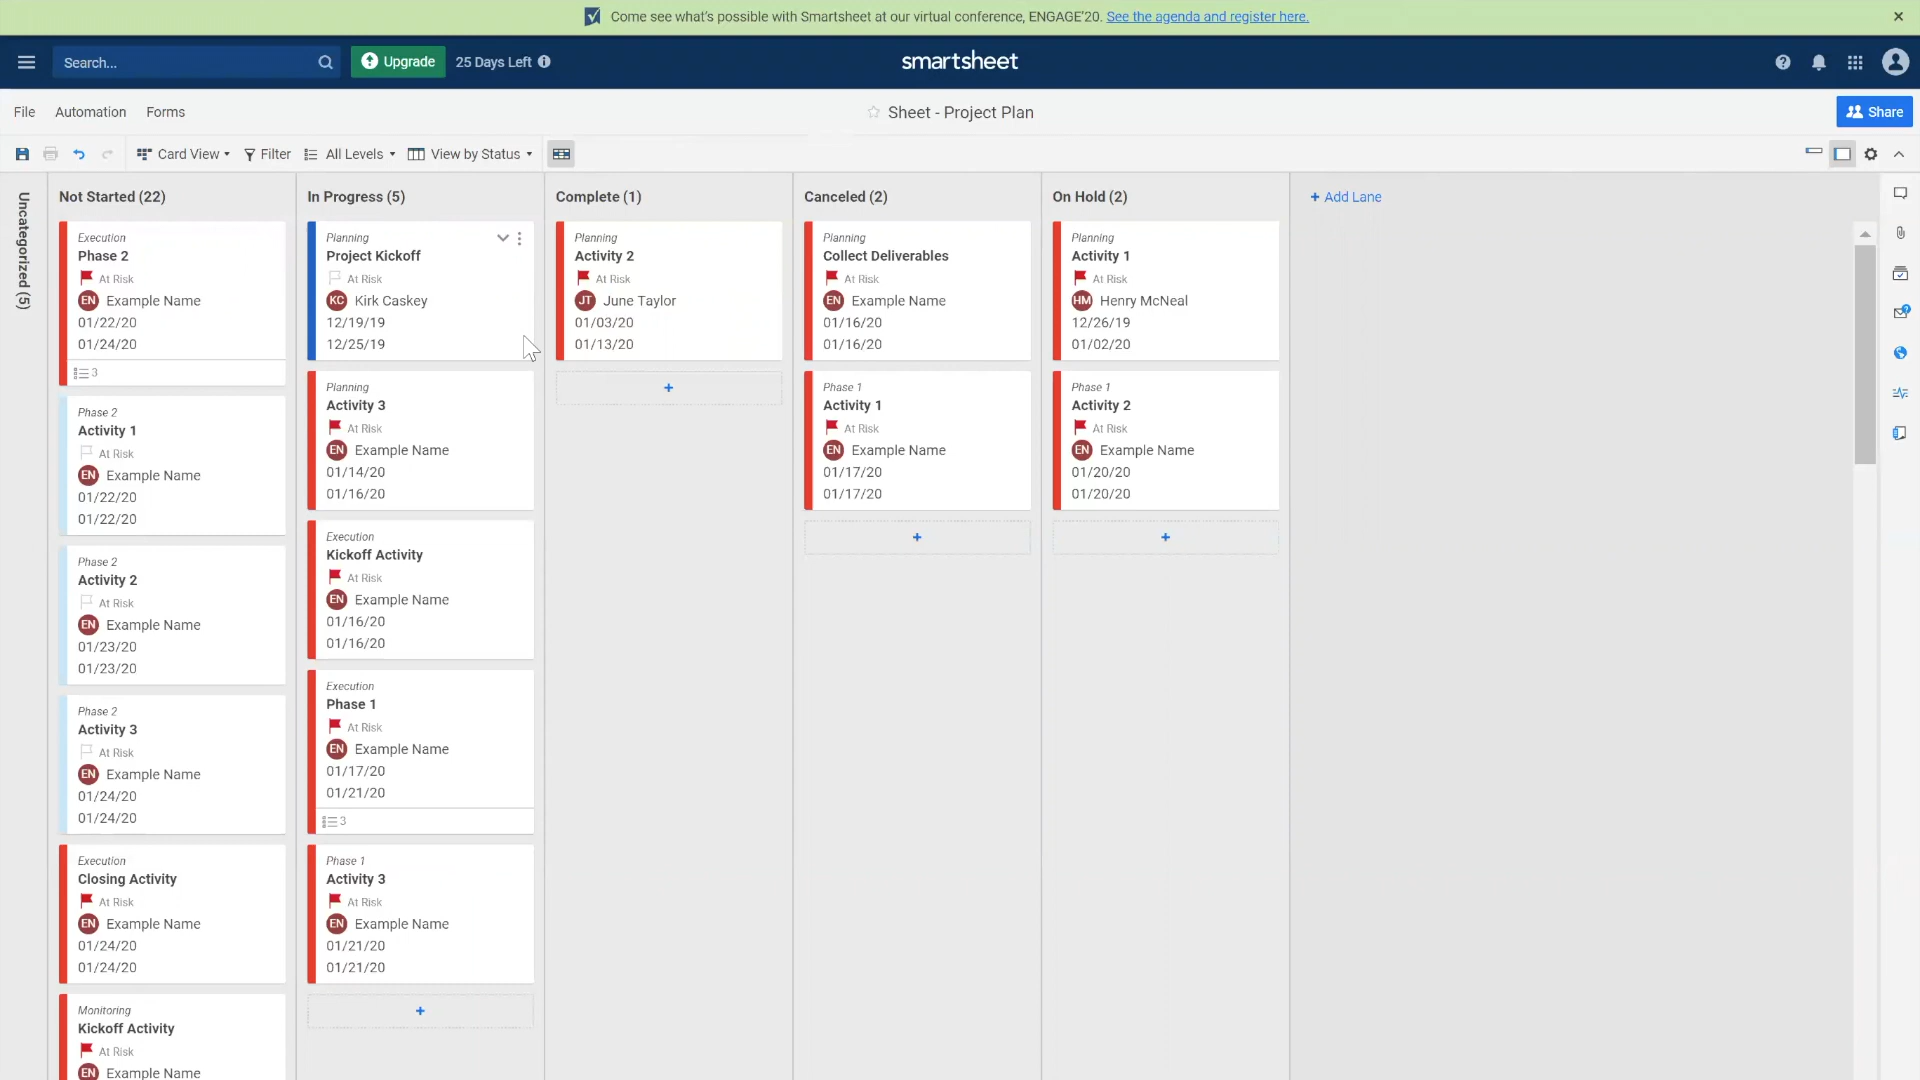 Come see what's possible with Smartsheet at our virtual conference, ENGAGE'20. See the agenda and register here.
Search...
Upgrade
25 Days Left
smartsheet
File
Automation
Forms
Sheet - Project Plan
Share
Card View
Filter
All Levels
View by Status
Uncategorized (5)
Not Started (22)
Execution
Phase 2
At Risk
EN Example Name
01/22/20
01/24/20
3
Phase 2
Activity 1
At Risk
EN Example Name
01/22/20
01/22/20
Phase 2
Activity 2
At Risk
EN Example Name
01/23/20
01/23/20
Phase 2
Activity 3
At Risk
EN Example Name
01/24/20
01/24/20
Execution
Closing Activity
At Risk
EN Example Name
01/24/20
01/24/20
Monitoring
Kickoff Activity
At Risk
EN Example Name
In Progress (5)
Planning
Project Kickoff
At Risk
KC Kirk Caskey
12/19/19
12/25/19
Planning
Activity 3
At Risk
EN Example Name
01/14/20
01/16/20
Execution
Kickoff Activity
At Risk
EN Example Name
01/16/20
01/16/20
Execution
Phase 1
At Risk
EN Example Name
01/17/20
01/21/20
3
Phase 1
Activity 3
At Risk
EN Example Name
01/21/20
01/21/20
+
Complete (1)
Planning
Activity 2
At Risk
JT June Taylor
01/03/20
01/13/20
+
Canceled (2)
Planning
Collect Deliverables
At Risk
EN Example Name
01/16/20
01/16/20
Phase 1
Activity 1
At Risk
EN Example Name
01/17/20
01/17/20
+
On Hold (2)
Planning
Activity 1
At Risk
HM Henry McNeal
12/26/19
01/02/20
Phase 1
Activity 2
At Risk
EN Example Name
01/20/20
01/20/20
+
+ Add Lane